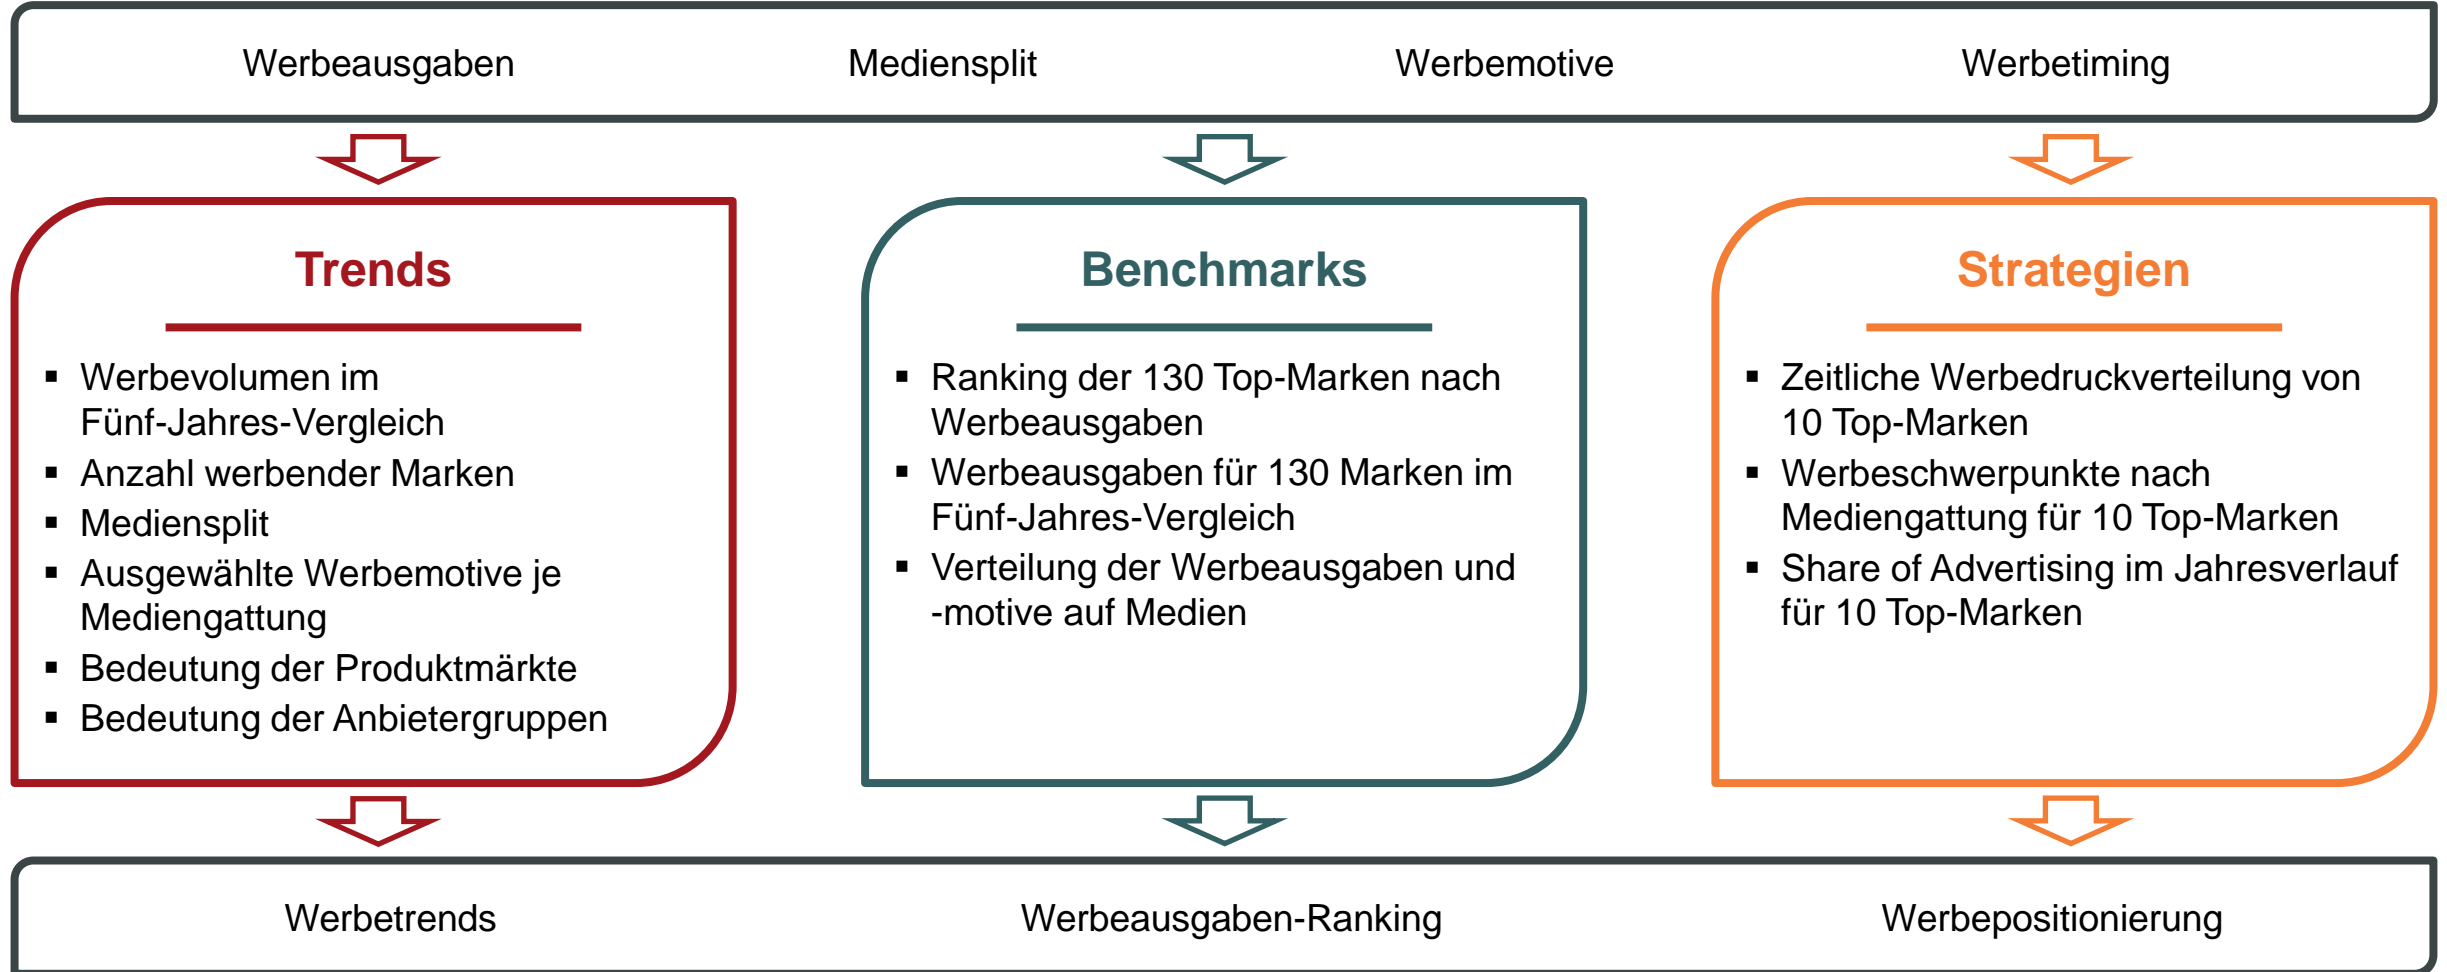 Werbeausgaben Mediensplit Werbemotive Werbetiming
Trends
▪ Werbevolumen im
Fünf-Jahres-Vergleich
▪ Anzahl werbender Marken
▪ Mediensplit
▪ Ausgewählte Werbemotive je
Mediengattung
▪ Bedeutung der Produktmärkte
▪ Bedeutung der Anbietergruppen
Benchmarks
▪ Ranking der 130 Top-Marken nach
Werbeausgaben
▪ Werbeausgaben für 130 Marken im
Fünf-Jahres-Vergleich
▪ Verteilung der Werbeausgaben und
-motive auf Medien
Strategien
▪ Zeitliche Werbedruckverteilung von
10 Top-Marken
▪ Werbeschwerpunkte nach
Mediengattung für 10 Top-Marken
▪ Share of Advertising im Jahresverlauf
für 10 Top-Marken
Werbetrends Werbeausgaben-Ranking Werbepositionierung